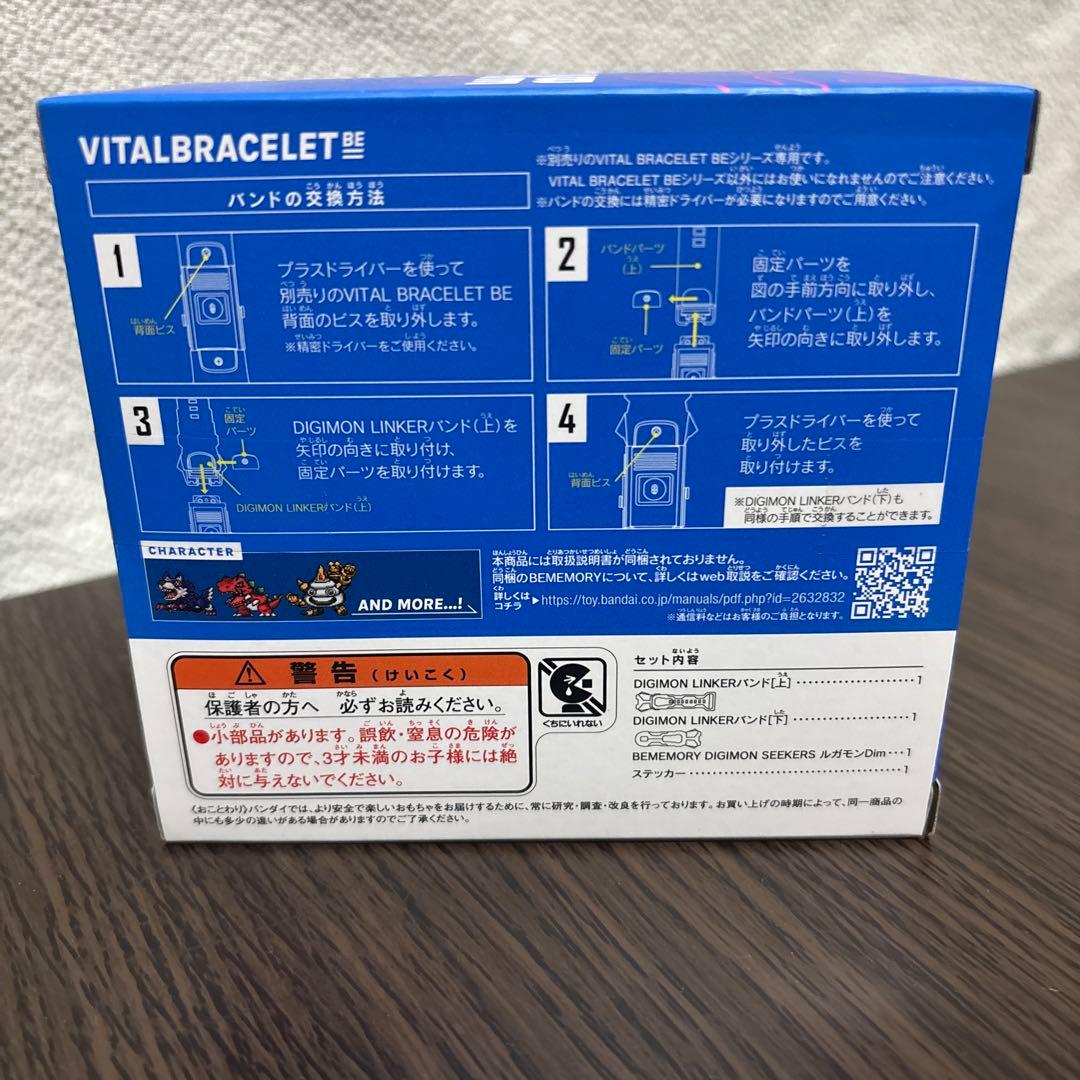 VITALBRACELET BE
バンドの交換方法
こうかんほうほう
※別売りのVITAL BRACELET BEシリーズ専用です。
VITAL BRACELET BEシリーズ以外にはお使いになれませんのでご注意ください。
※バンドの交換には精密ドライバーが必要になりますのでご用意ください。
1
背面ビス
はいめん
プラスドライバーを使って
別売りのVITAL BRACELET BE
背面のビスを取り外します。
※精密ドライバーをご使用ください。
2
バンドパーツ
(上)
固定パーツ
こてい
固定パーツを
図の手前方向に取り外し、
バンドパーツ(上)を
矢印の向きに取り外します。
3
こてい
固定
パーツ
DIGIMON LINKERバンド(上)
DIGIMON LINKERバンド(上)を
矢印の向きに取り付け、
固定パーツを取り付けます。
4
はいめん
背面ビス
プラスドライバーを使って
取り外したビスを
取り付けます。
※DIGIMON LINKERバンド(下)も
同様の手順で交換することができます。
CHARACTER
AND MORE...!
本商品には取扱説明書が同梱されておりません。
同梱のBEMEMORYについて、詳しくはweb取説をご確認ください。
詳しくは
コチラ
▶https://toy.bandai.co.jp/manuals/pdf.php?id=2632832
※通信料などはお客様のご負担となります。
警告(けいこく)
保護者の方へ 必ずお読みください。
●小部品があります。誤飲・窒息の危険が
ありますので、3才未満のお子様には絶
対に与えないでください。
くちにいれない
セット内容
DIGIMON LINKERバンド[上]……………1
DIGIMON LINKERバンド[下]……………1
BEMEMORY DIGIMON SEEKERS ルガモンDim…1
ステッカー……………1
《おことわり》バンダイでは、より安全で楽しいおもちゃをお届けするために、常に研究・調査・改良を行っております。お買い上げの時期によって、同一商品の
中にも多少の違いがある場合がありますのでご了承ください。